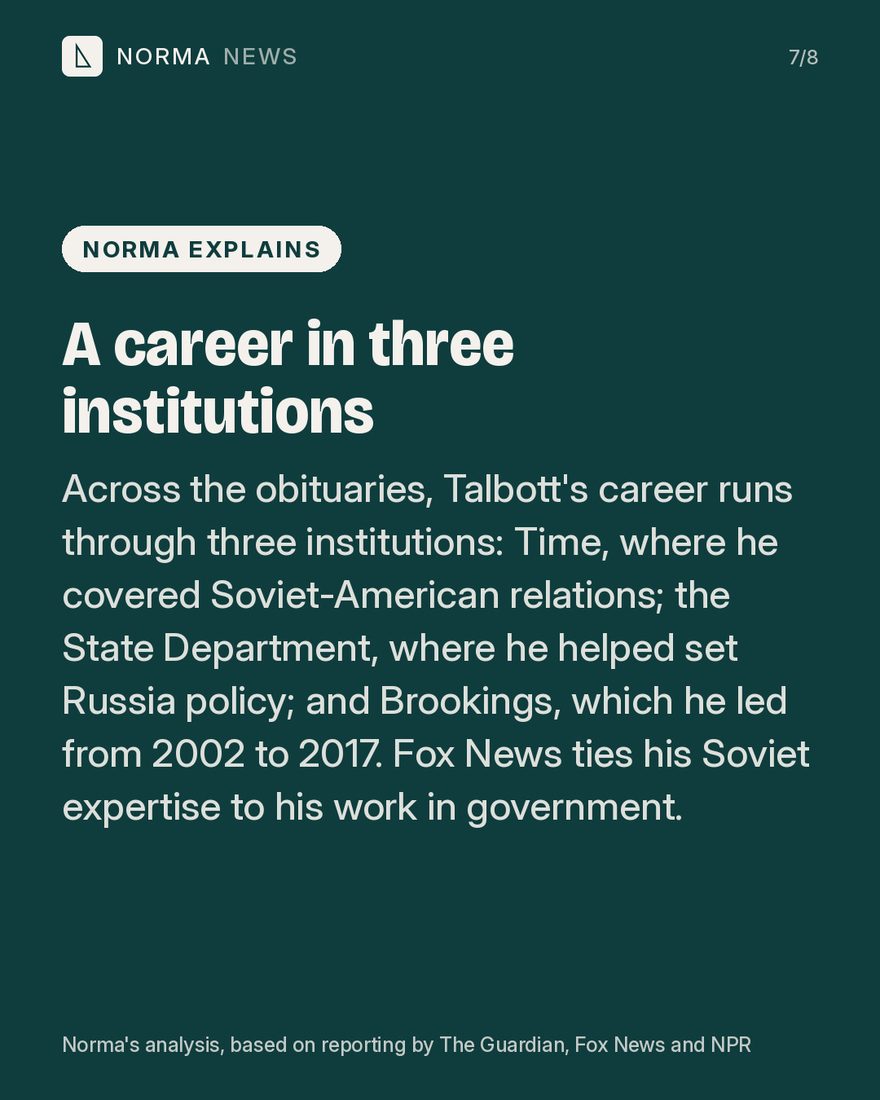 NORMA NEWS
7/8
NORMA EXPLAINS
A career in three
institutions
Across the obituaries, Talbott's career runs
through three institutions: Time, where he
covered Soviet-American relations; the
State Department, where he helped set
Russia policy; and Brookings, which he led
from 2002 to 2017. Fox News ties his Soviet
expertise to his work in government.
Norma's analysis, based on reporting by The Guardian, Fox News and NPR